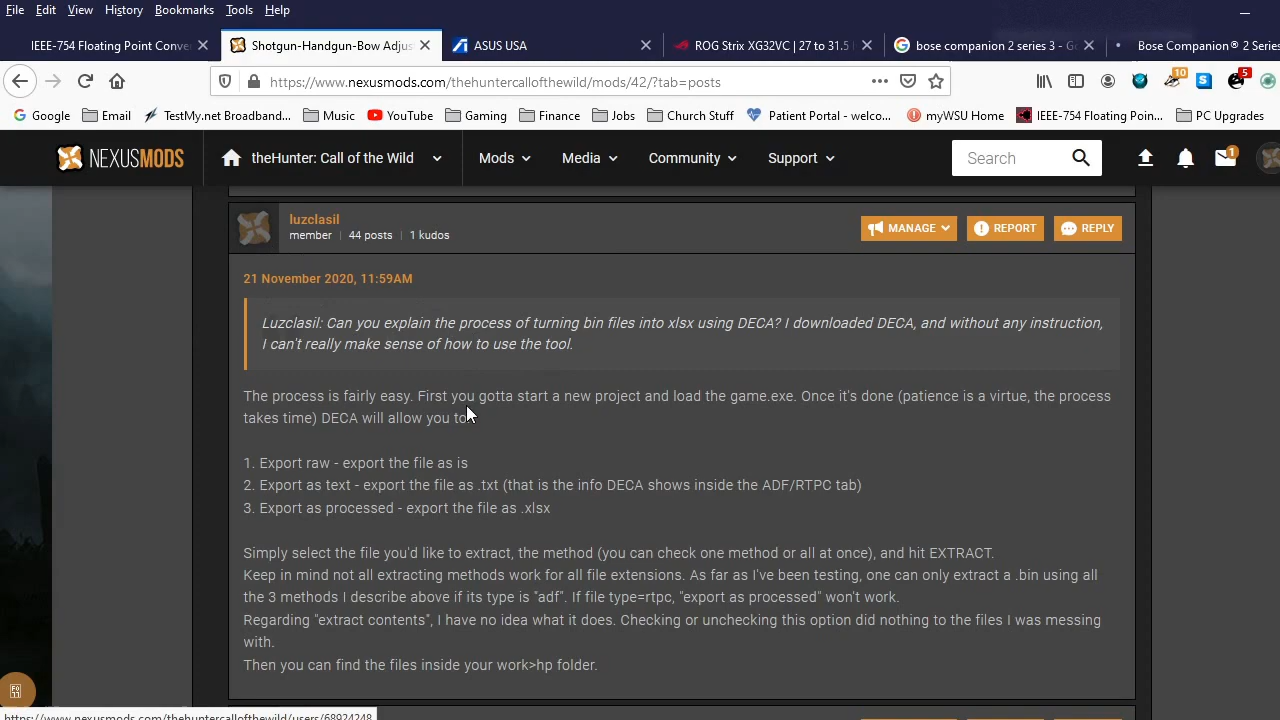 File Edit View History Bookmarks Tools Help
IEEE-754 Floating Point Conve
Shotgun-Handgun-Bow Adjus
ASUS USA
ROG Strix XG32VC | 27 to 31.5
bose companion 2 series 3 - Go
Bose Companion® 2 Series
https://www.nexusmods.com/thehuntercallofthewild/mods/42/?tab=posts
10
5
Google Email TestMy.net Broadband... Music YouTube Gaming Finance Jobs Church Stuff Patient Portal - welco... myWSU Home IEEE-754 Floating Poin... PC Upgrades
NEXUSMODS theHunter: Call of the Wild Mods Media Community Support Search 1
luzclasil
member 44 posts 1 kudos
MANAGE REPORT REPLY
21 November 2020, 11:59AM
Luzclasil: Can you explain the process of turning bin files into xlsx using DECA? I downloaded DECA, and without any instruction,
I can't really make sense of how to use the tool.
The process is fairly easy. First you gotta start a new project and load the game.exe. Once it's done (patience is a virtue, the process
takes time) DECA will allow you to
1. Export raw - export the file as is
2. Export as text - export the file as .txt (that is the info DECA shows inside the ADF/RTPC tab)
3. Export as processed - export the file as .xlsx
Simply select the file you'd like to extract, the method (you can check one method or all at once), and hit EXTRACT.
Keep in mind not all extracting methods work for all file extensions. As far as I've been testing, one can only extract a .bin using all
the 3 methods I describe above if its type is "adf". If file type=rtpc, "export as processed" won't work.
Regarding "extract contents", I have no idea what it does. Checking or unchecking this option did nothing to the files I was messing
with.
Then you can find the files inside your work>hp folder.
https://www.nexusmods.com/thehuntercallofthewild/users/68924248